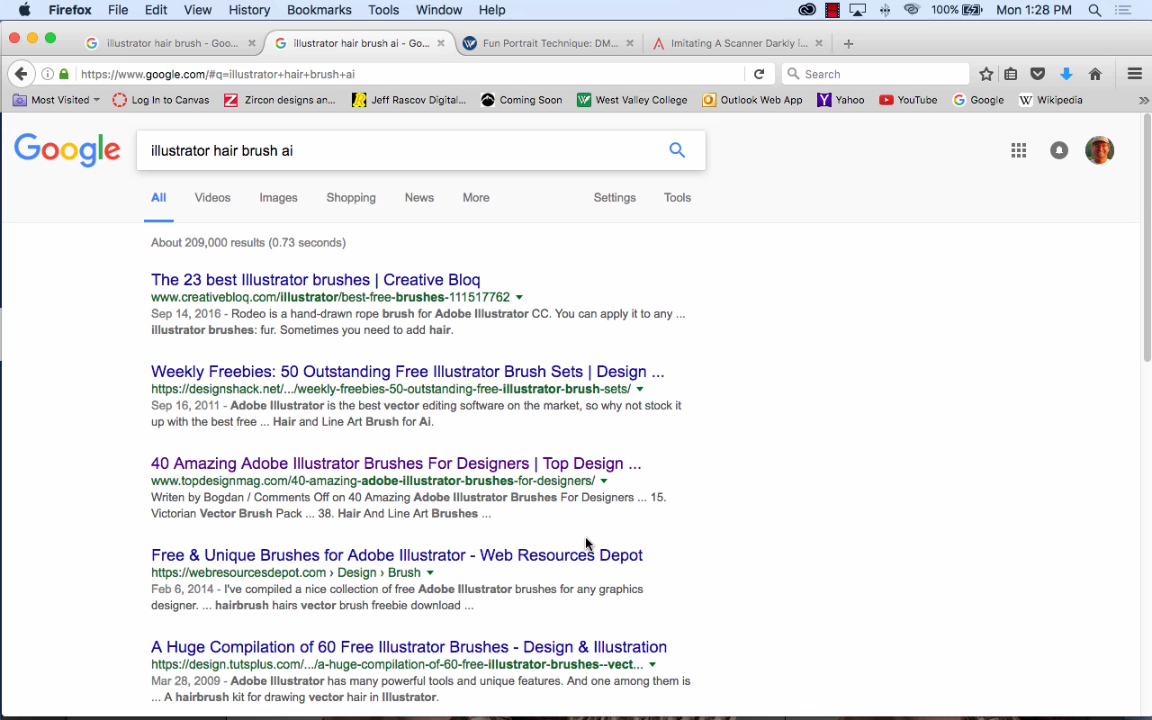 Firefox File Edit View History Bookmarks Tools Window Help 100% Mon 1:28 PM
illustrator hair brush - Goo... illustrator hair brush ai - Go... Fun Portrait Technique: DM... Imitating A Scanner Darkly i...
https://www.google.com/#q=illustrator+hair+brush+ai Search
Most Visited Log In to Canvas Zircon designs an... Jeff Rascov Digital... Coming Soon West Valley College Outlook Web App Yahoo YouTube Google Wikipedia
Google illustrator hair brush ai
All Videos Images Shopping News More Settings Tools
About 209,000 results (0.73 seconds)
The 23 best Illustrator brushes | Creative Bloq
www.creativebloq.com/illustrator/best-free-brushes-111517762
Sep 14, 2016 - Rodeo is a hand-drawn rope brush for Adobe Illustrator CC. You can apply it to any ...
illustrator brushes: fur. Sometimes you need to add hair.
Weekly Freebies: 50 Outstanding Free Illustrator Brush Sets | Design ...
https://designshack.net/.../weekly-freebies-50-outstanding-free-illustrator-brush-sets/
Sep 16, 2011 - Adobe Illustrator is the best vector editing software on the market, so why not stock it
up with the best free ... Hair and Line Art Brush for Ai.
40 Amazing Adobe Illustrator Brushes For Designers | Top Design ...
www.topdesignmag.com/40-amazing-adobe-illustrator-brushes-for-designers/
Writen by Bogdan / Comments Off on 40 Amazing Adobe Illustrator Brushes For Designers ... 15.
Victorian Vector Brush Pack ... 38. Hair And Line Art Brushes ...
Free & Unique Brushes for Adobe Illustrator - Web Resources Depot
https://webresourcesdepot.com › Design › Brush
Feb 6, 2014 - I've compiled a nice collection of free Adobe Illustrator brushes for any graphics
designer. ... hairbrush hairs vector brush freebie download ...
A Huge Compilation of 60 Free Illustrator Brushes - Design & Illustration
https://design.tutsplus.com/.../a-huge-compilation-of-60-free-illustrator-brushes--vect...
Mar 28, 2009 - Adobe Illustrator has many powerful tools and unique features. And one among them is
... A hairbrush kit for drawing vector hair in Illustrator.